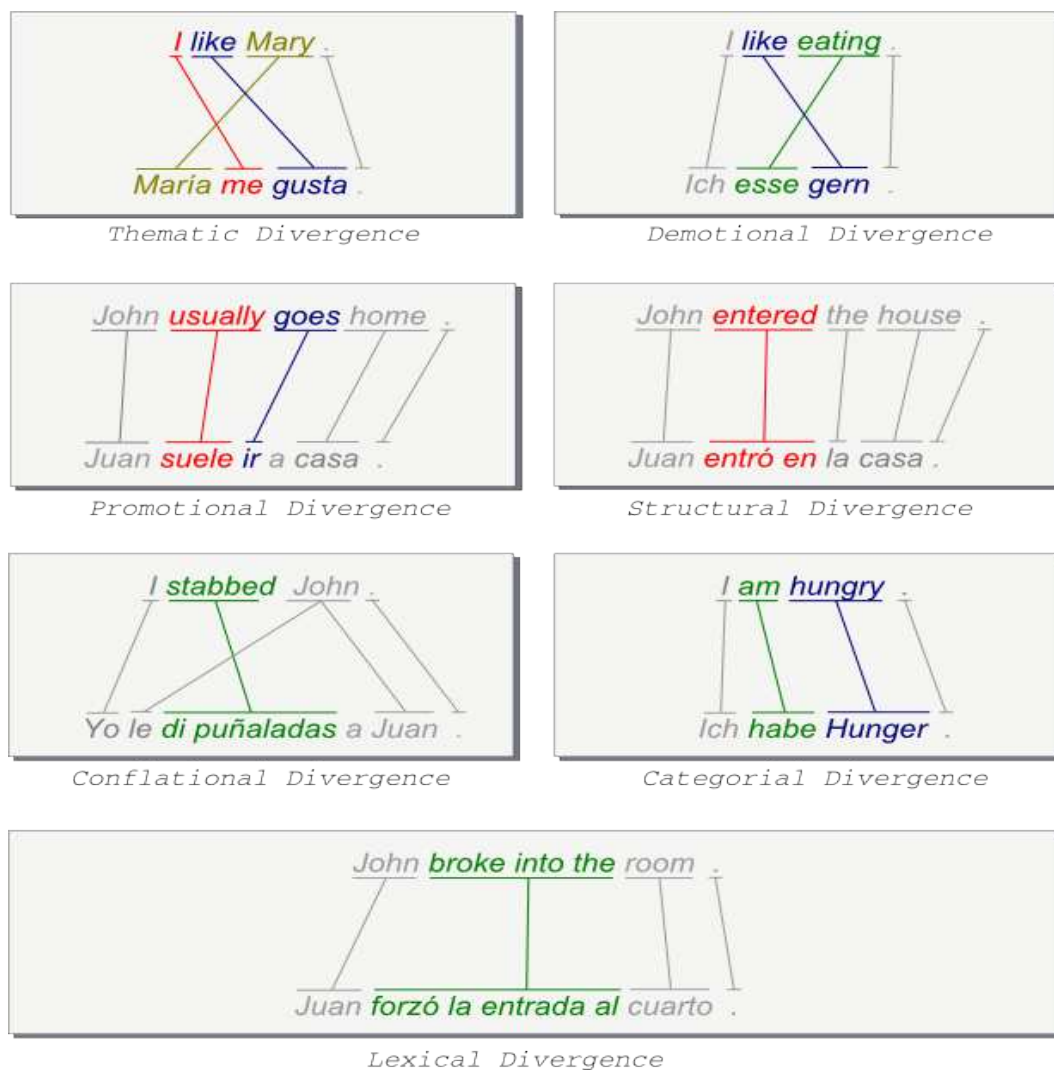 I like Mary .
María me gusta .
Thematic Divergence
I like eating .
Ich esse gern .
Demotional Divergence
John usually goes home .
Juan suele ir a casa .
Promotional Divergence
John entered the house .
Juan entró en la casa .
Structural Divergence
I stabbed John .
Yo le di puñaladas a Juan .
Conflational Divergence
I am hungry .
Ich habe Hunger .
Categorial Divergence
John broke into the room .
Juan forzó la entrada al cuarto .
Lexical Divergence